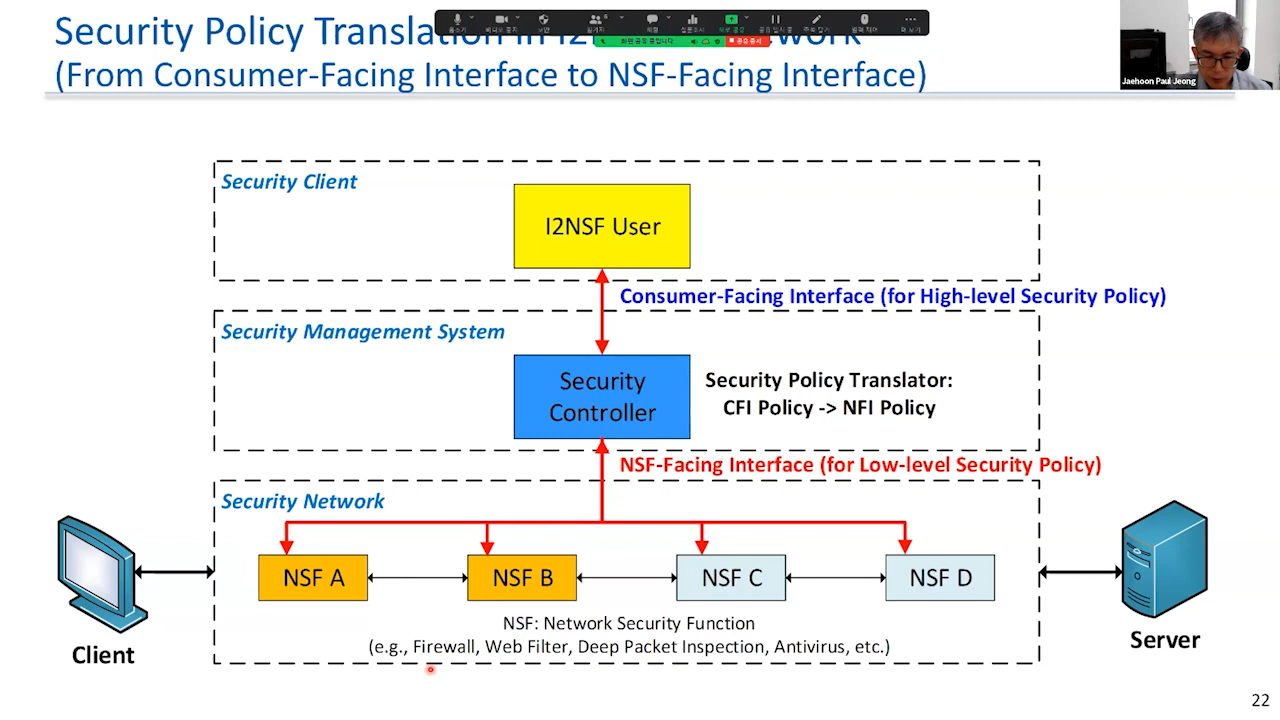 Security Policy Translation in I2
(From Consumer-Facing Interface to NSF-Facing Interface)
Jaehoon Paul Jeong
Security Client
I2NSF User
Consumer-Facing Interface (for High-level Security Policy)
Security Management System
Security
Controller
Security Policy Translator:
CFI Policy -> NFI Policy
NSF-Facing Interface (for Low-level Security Policy)
Security Network
NSF A
NSF B
NSF C
NSF D
NSF: Network Security Function
(e.g., Firewall, Web Filter, Deep Packet Inspection, Antivirus, etc.)
Client
Server
22